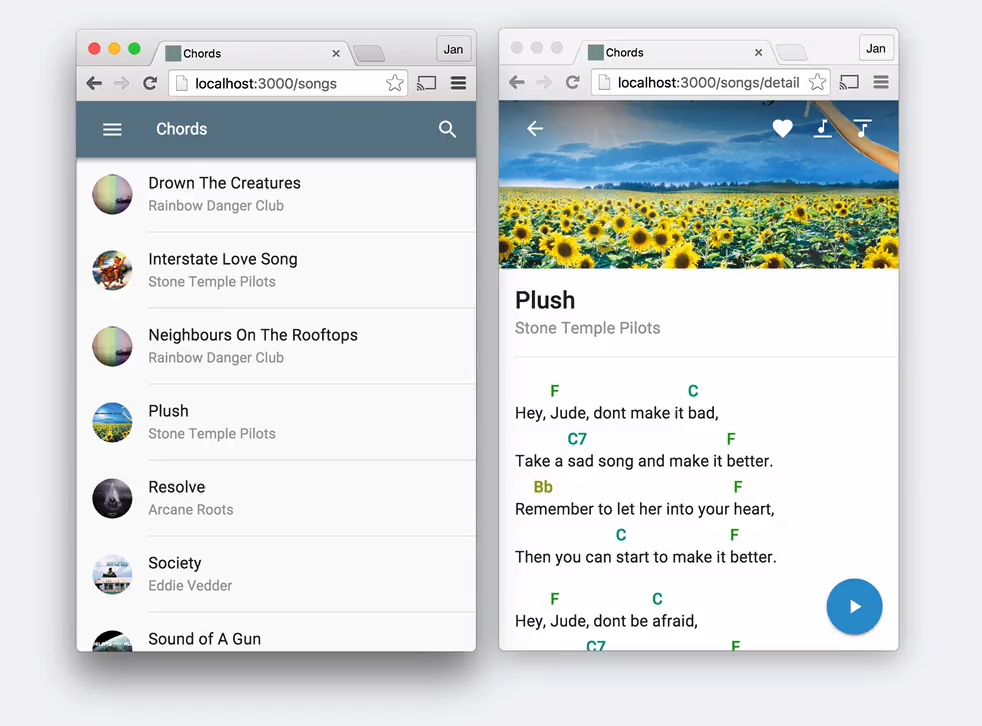 Chords
Jan
localhost:3000/songs
Chords
Drown The Creatures
Rainbow Danger Club
Interstate Love Song
Stone Temple Pilots
Neighbours On The Rooftops
Rainbow Danger Club
Plush
Stone Temple Pilots
Resolve
Arcane Roots
Society
Eddie Vedder
Sound of A Gun
Chords
Jan
localhost:3000/songs/detail
Plush
Stone Temple Pilots
F C
Hey, Jude, dont make it bad,
C7 F
Take a sad song and make it better.
Bb F
Remember to let her into your heart,
C F
Then you can start to make it better.
F C
Hey, Jude, dont be afraid,
C7 F